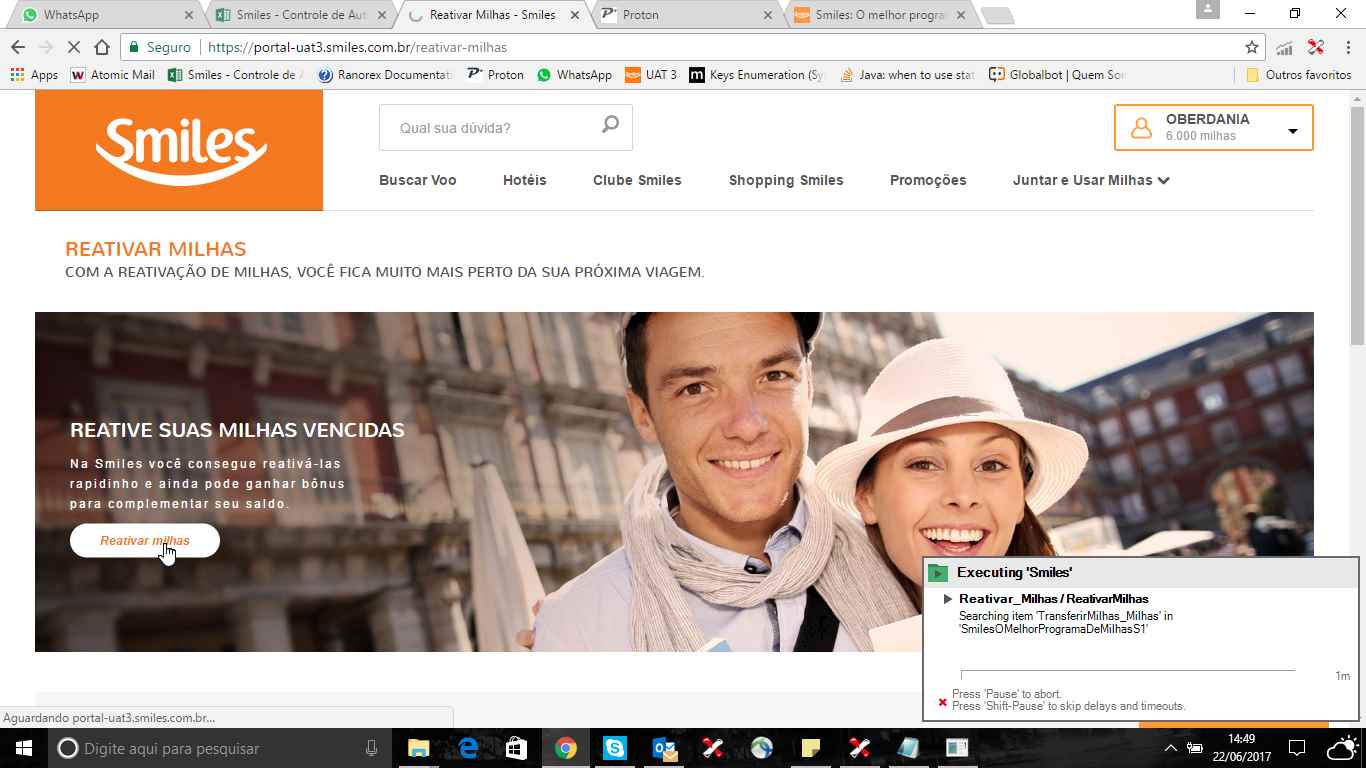 WhatsApp
Smiles - Controle de Aut
Reativar Milhas - Smiles
Proton
Smiles: O melhor progra
Seguro
https://portal-uat3.smiles.com.br/reativar-milhas
Apps
Atomic Mail
Smiles - Controle de A
Ranorex Documentati
Proton
WhatsApp
UAT 3
Keys Enumeration (Sy
Java: when to use stat
Globalbot | Quem Som
Outros favoritos
Smiles
Qual sua dúvida?
OBERDANIA
6.000 milhas
Buscar Voo
Hotéis
Clube Smiles
Shopping Smiles
Promoções
Juntar e Usar Milhas
REATIVAR MILHAS
COM A REATIVAÇÃO DE MILHAS, VOCÊ FICA MUITO MAIS PERTO DA SUA PRÓXIMA VIAGEM.
REATIVE SUAS MILHAS VENCIDAS
Na Smiles você consegue reativá-las
rapidinho e ainda pode ganhar bônus
para complementar seu saldo.
Reativar milhas
Executing 'Smiles'
Reativar_Milhas / ReativarMilhas
Searching item 'TransferirMilhas_Milhas' in
'SmilesOMelhorProgramaDeMilhasS1'
1m
Press 'Pause' to abort.
Press 'Shift-Pause' to skip delays and timeouts.
Aguardando portal-uat3.smiles.com.br...
Digite aqui para pesquisar
14:49
22/06/2017